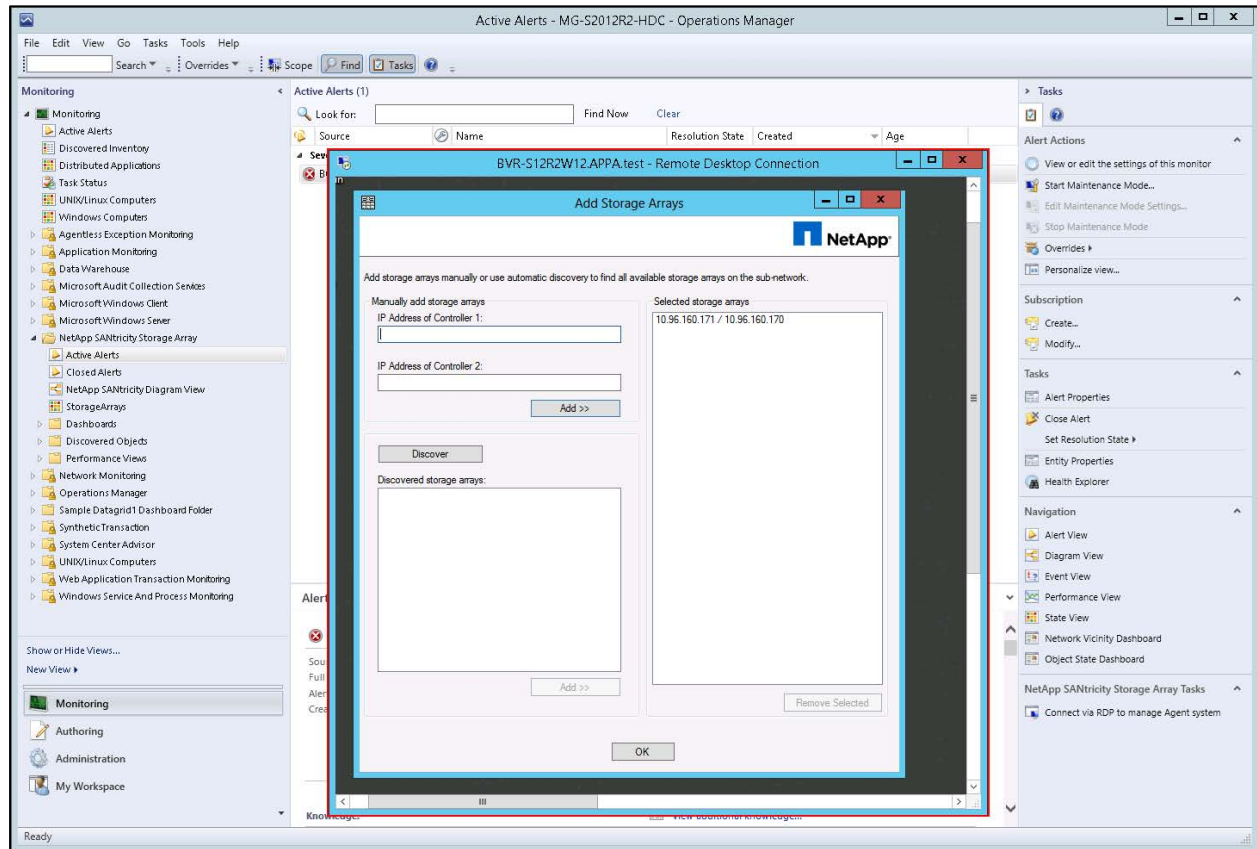 Active Alerts - MG-S2012R2-HDC - Operations Manager
File Edit View Go Tasks Tools Help
Search Overrides Scope Find Tasks
Monitoring
Monitoring
Active Alerts
Discovered Inventory
Distributed Applications
Task Status
UNIX/Linux Computers
Windows Computers
Agentless Exception Monitoring
Application Monitoring
Data Warehouse
Microsoft Audit Collection Services
Microsoft Windows Client
Microsoft Windows Server
NetApp SANtricity Storage Array
Active Alerts
Closed Alerts
NetApp SANtricity Diagram View
StorageArrays
Dashboards
Discovered Objects
Performance Views
Network Monitoring
Operations Manager
Sample Datagrid1 Dashboard Folder
Synthetic Transaction
System Center Advisor
UNIX/Linux Computers
Web Application Transaction Monitoring
Windows Service And Process Monitoring
Show or Hide Views...
New View
Monitoring
Authoring
Administration
My Workspace
Ready
Active Alerts (1)
Look for: Find Now Clear
Source Name Resolution State Created Age
BVR-S12R2W12.APPA.test - Remote Desktop Connection
Add Storage Arrays
NetApp
Add storage arrays manually or use automatic discovery to find all available storage arrays on the sub-network.
Manually add storage arrays
IP Address of Controller 1:
IP Address of Controller 2:
Add >>
Discover
Discovered storage arrays:
Add >>
Selected storage arrays
10.96.160.171 / 10.96.160.170
Remove Selected
OK
Tasks
Alert Actions
View or edit the settings of this monitor
Start Maintenance Mode...
Edit Maintenance Mode Settings...
Stop Maintenance Mode
Overrides
Personalize view...
Subscription
Create...
Modify...
Tasks
Alert Properties
Close Alert
Set Resolution State
Entity Properties
Health Explorer
Navigation
Alert View
Diagram View
Event View
Performance View
State View
Network Vicinity Dashboard
Object State Dashboard
NetApp SANtricity Storage Array Tasks
Connect via RDP to manage Agent system